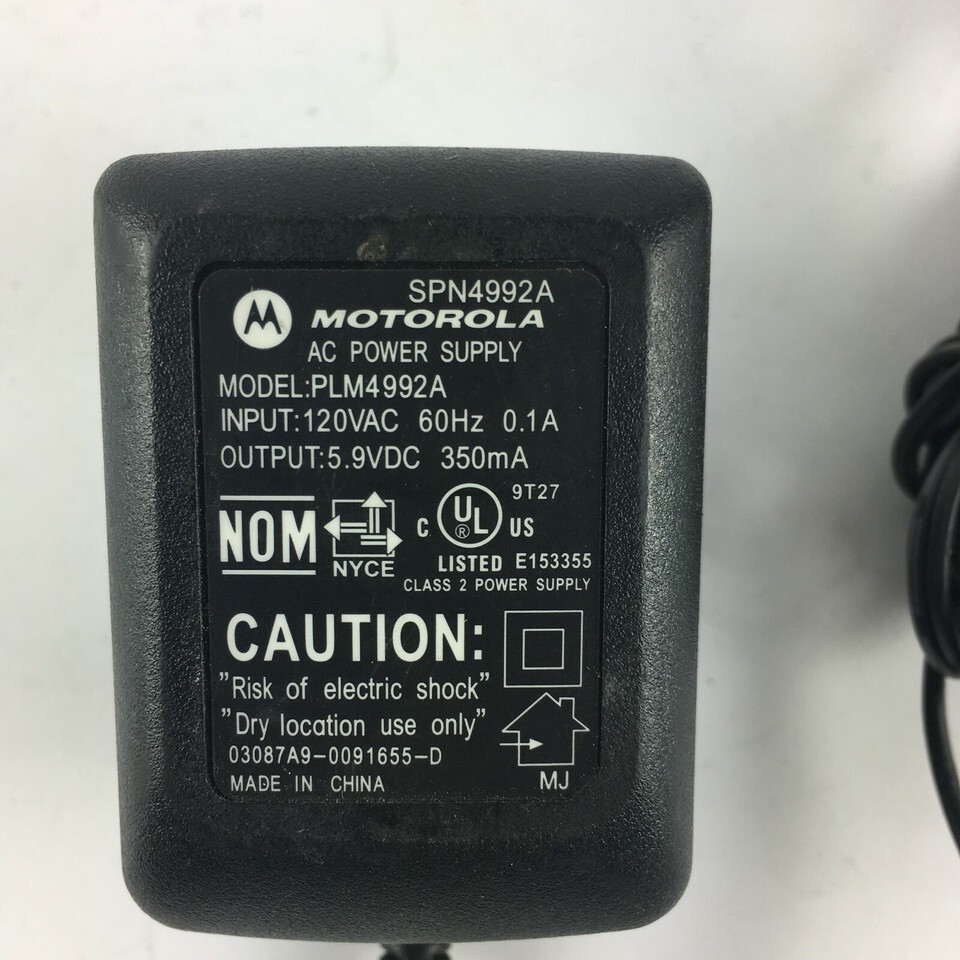 SPN4992A
MOTOROLA
AC POWER SUPPLY
MODEL:PLM4992A
INPUT:120VAC 60Hz 0.1A
OUTPUT:5.9VDC 350mA
NOM NYCE C UL ® US 9T27
LISTED E153355
CLASS 2 POWER SUPPLY
CAUTION:
"Risk of electric shock"
"Dry location use only"
03087A9-0091655-D
MADE IN CHINA MJ